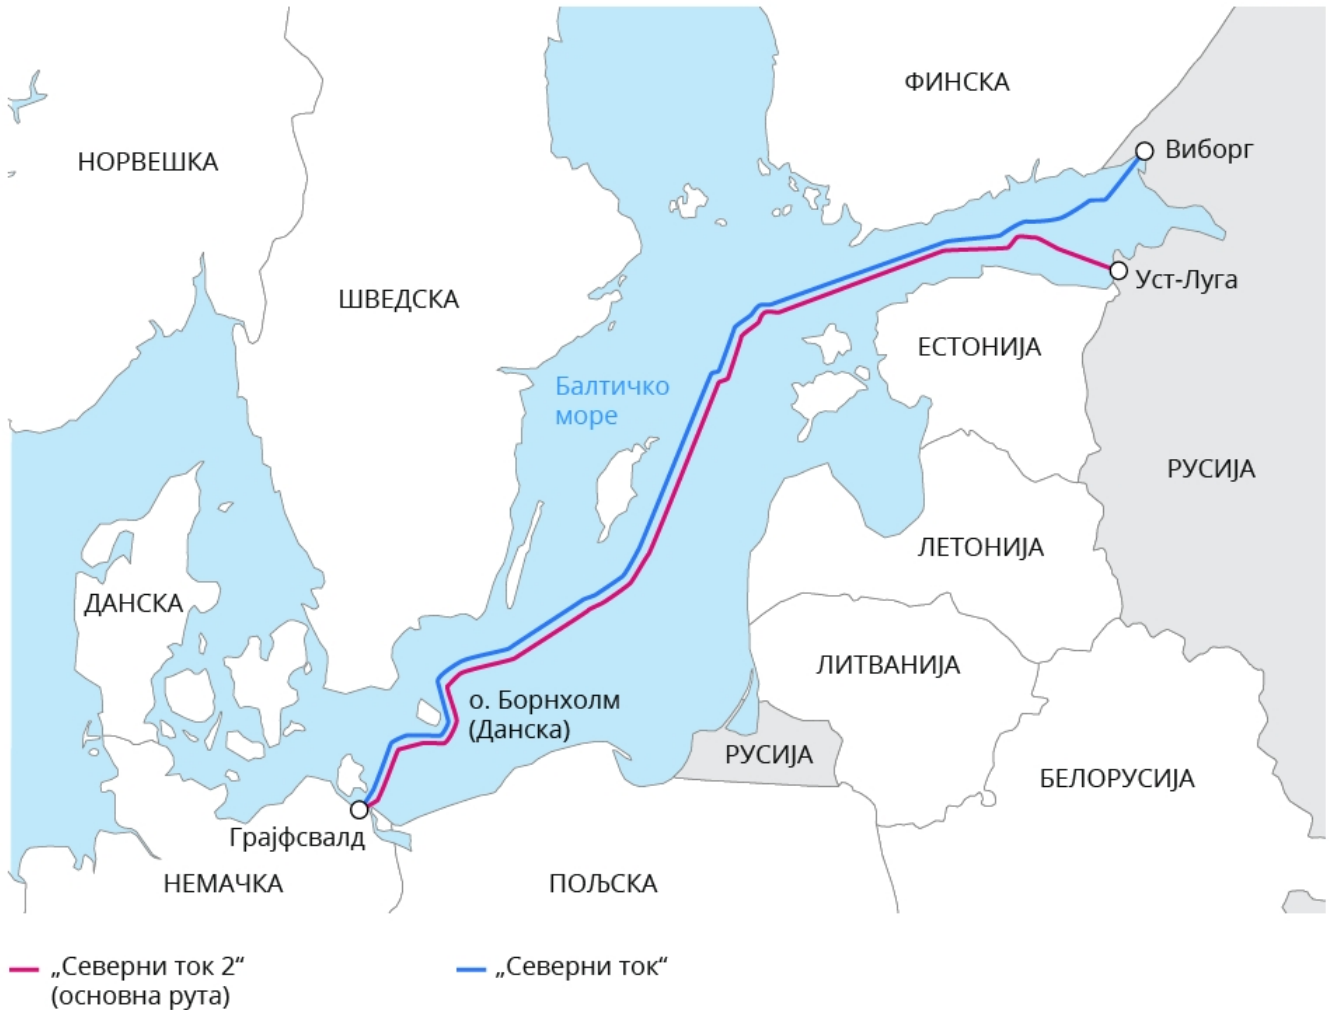 ФИНСКА
Виборг
НОРВЕШКА
ШВЕДСКА
Уст-Луга
ЕСТОНИЈА
Балтичко
море
РУСИЈА
ЛЕТОНИЈА
ДАНСКА
ЛИТВАНИЈА
о. Борнхолм
(Данска)
РУСИЈА
БЕЛОРУСИЈА
Грајфсвалд
НЕМАЧКА
ПОЉСКА
„Северни ток 2“
(основна рута)
„Северни ток“